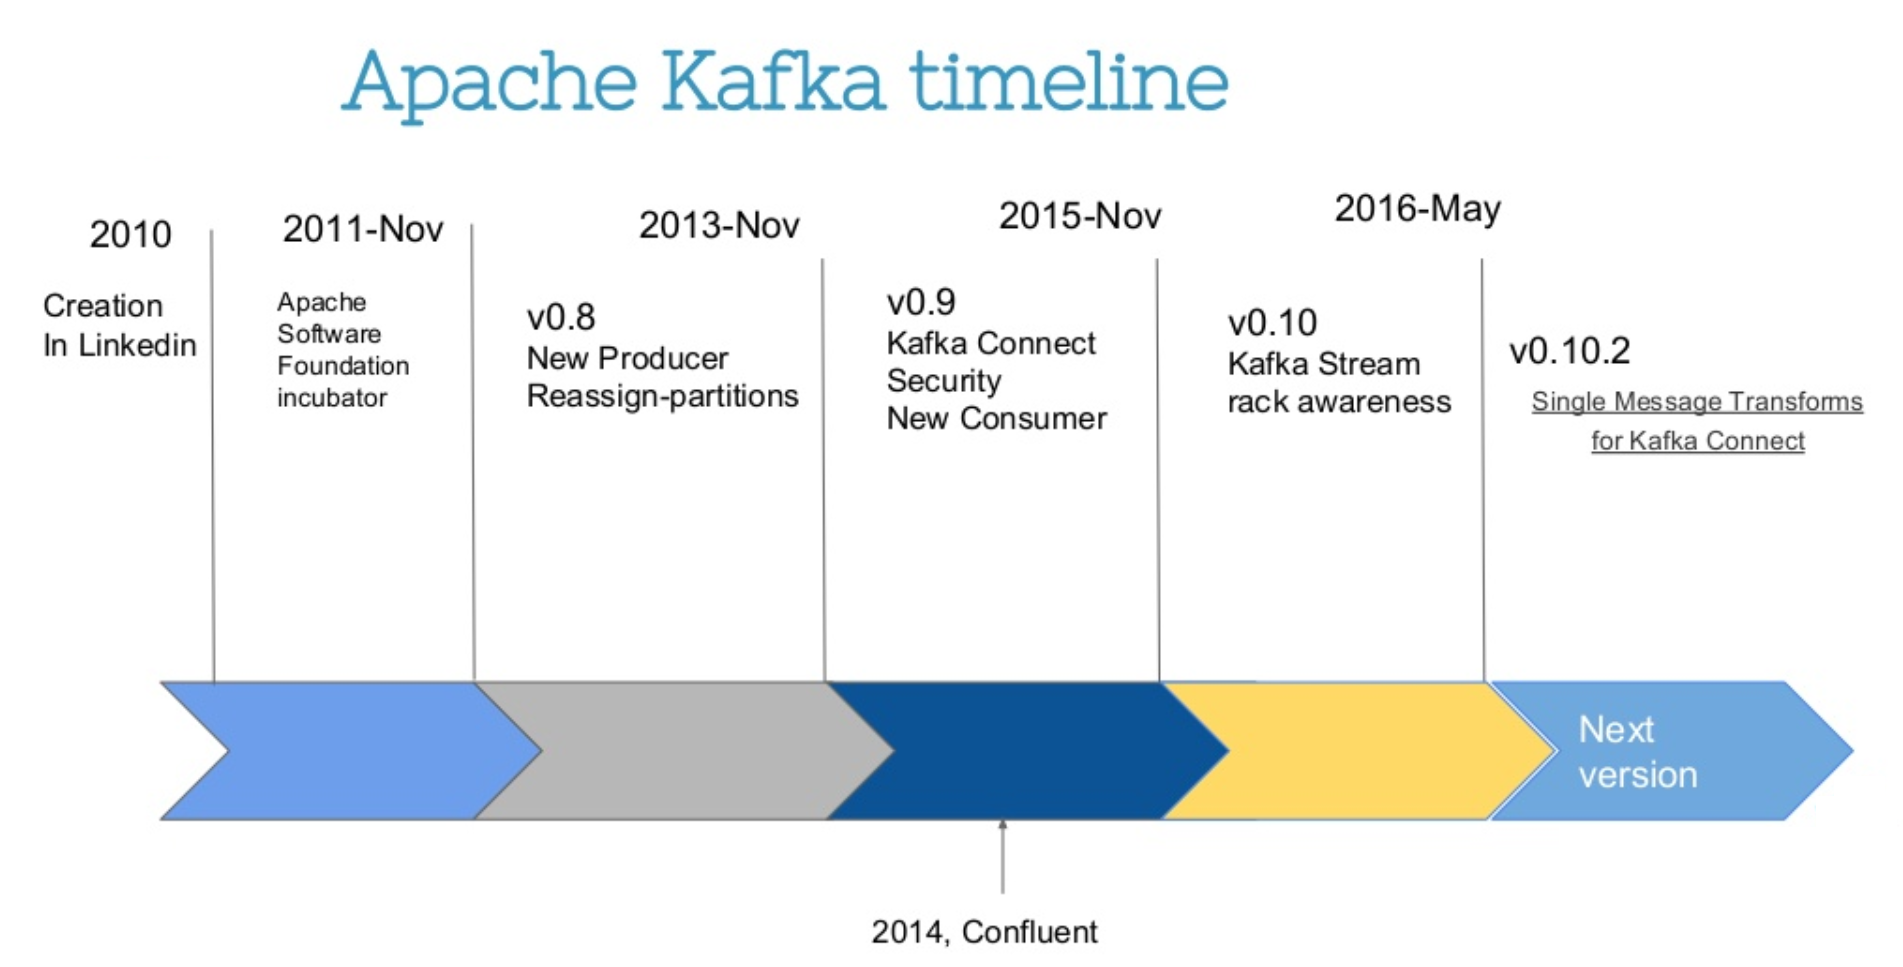 Apache Kafka timeline
2010
Creation
In Linkedin
2011-Nov
Apache
Software
Foundation
incubator
2013-Nov
v0.8
New Producer
Reassign-partitions
2015-Nov
v0.9
Kafka Connect
Security
New Consumer
2016-May
v0.10
Kafka Stream
rack awareness
v0.10.2
Single Message Transforms
for Kafka Connect
Next
version
2014, Confluent